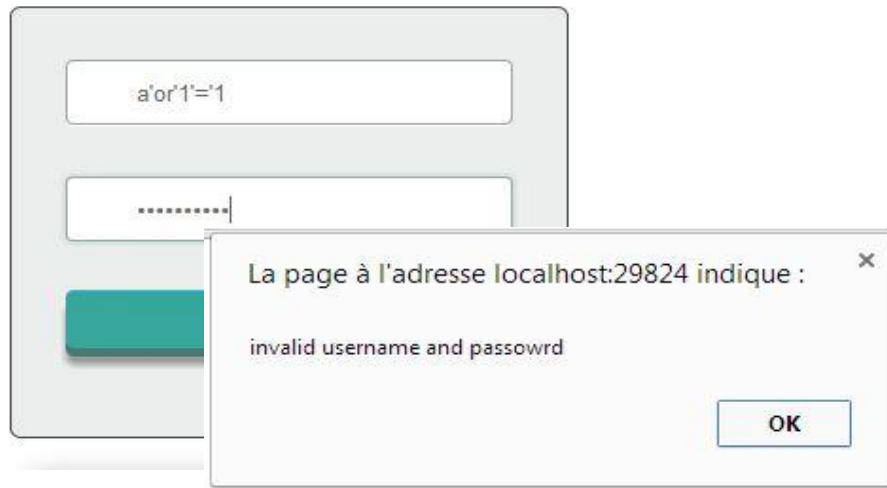 a'or'1'='1
••••••••••
La page à l'adresse localhost:29824 indique :
invalid username and passowrd
OK